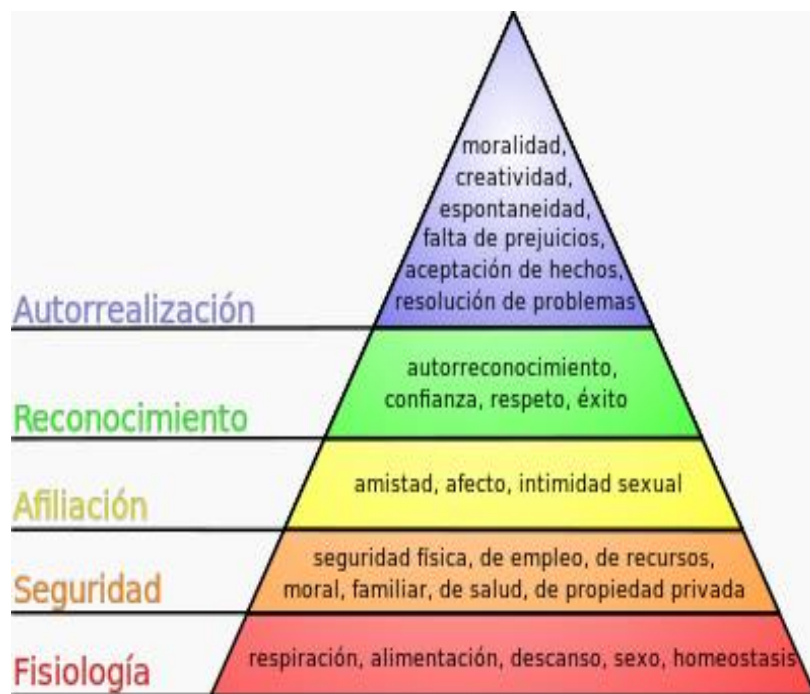 moralidad,
creatividad,
espontaneidad,
falta de prejuicios,
aceptación de hechos,
resolución de problemas
Autorrealización
autorreconocimiento,
confianza, respeto, éxito
Reconocimiento
amistad, afecto, intimidad sexual
Afiliación
seguridad física, de empleo, de recursos,
moral, familiar, de salud, de propiedad privada
Seguridad
respiración, alimentación, descanso, sexo, homeostasis
Fisiología